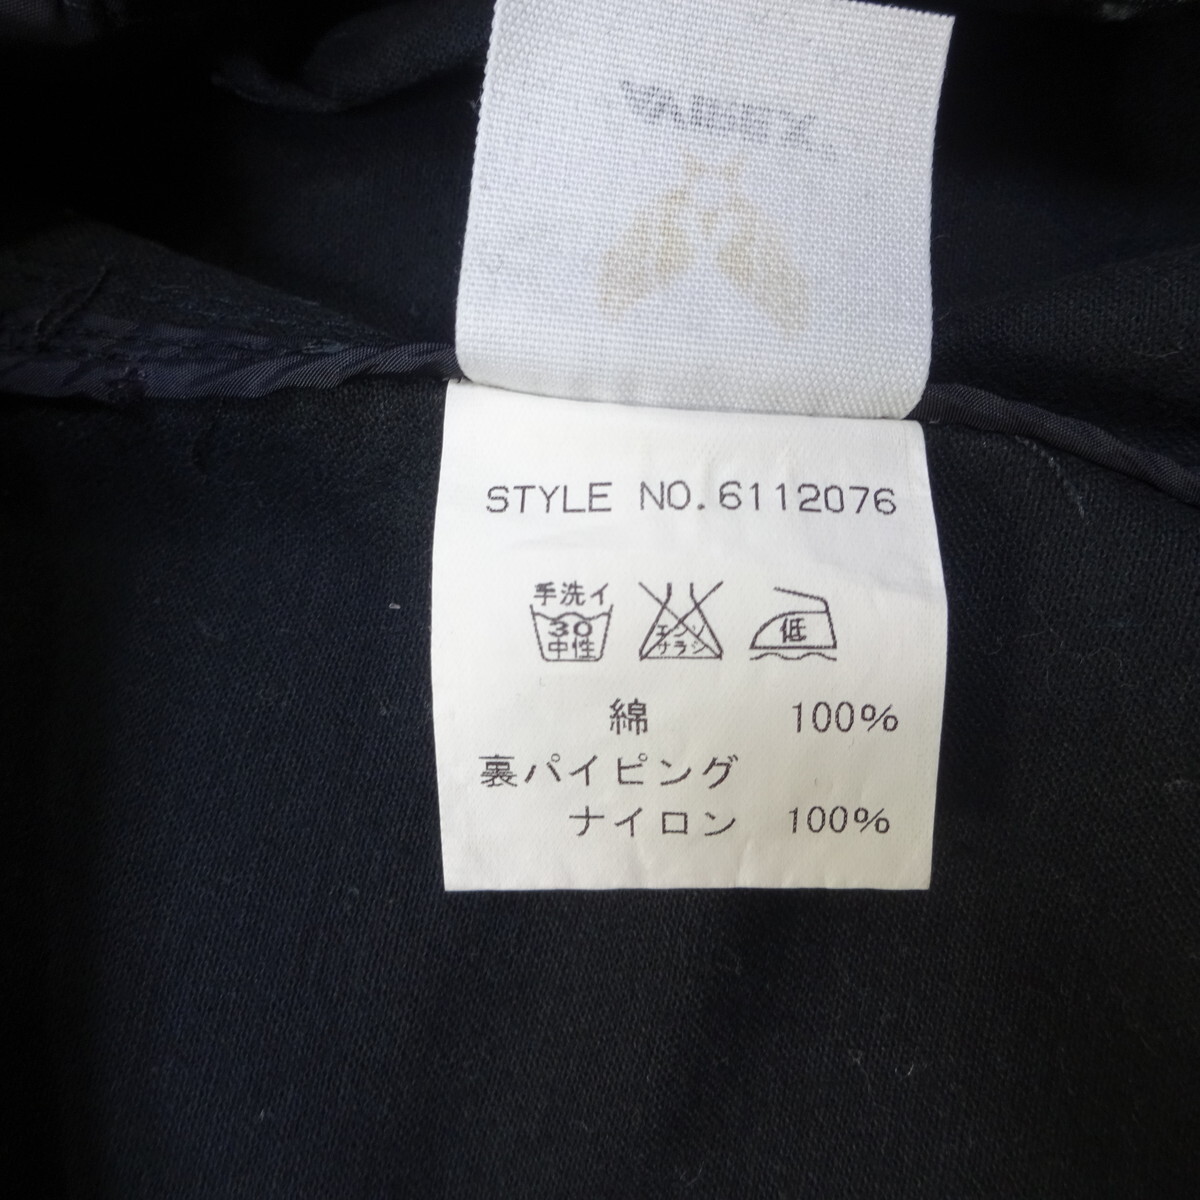 AVIREX
STYLE NO.6112076
手洗イ
30 エンソ 低
中性 サラシ
綿 100%
裏パイピング
ナイロン 100%